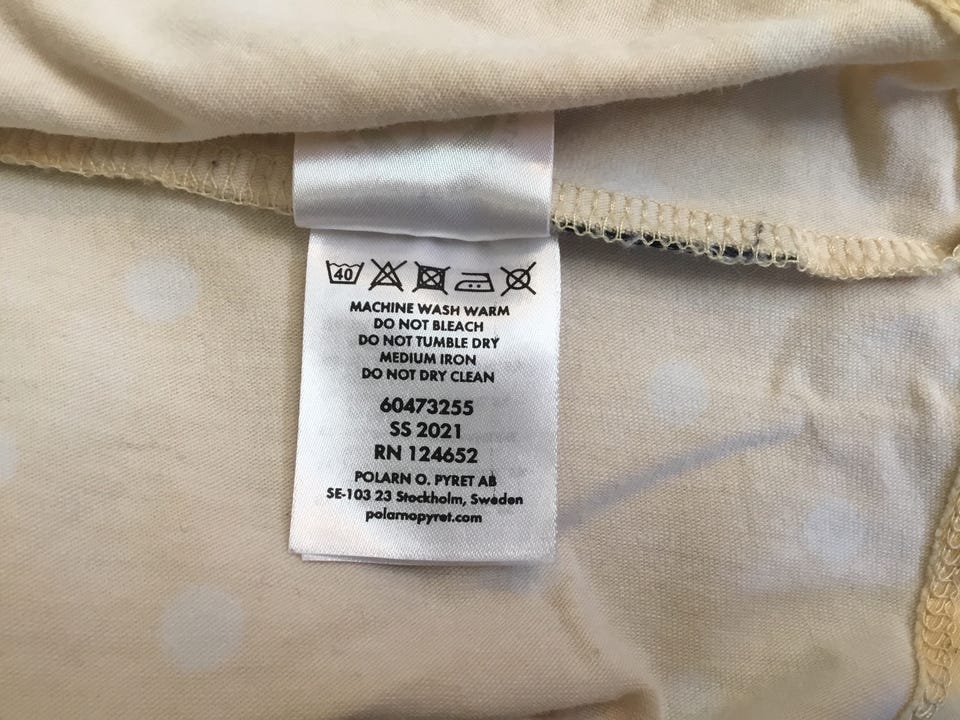 40
MACHINE WASH WARM
DO NOT BLEACH
DO NOT TUMBLE DRY
MEDIUM IRON
DO NOT DRY CLEAN
60473255
SS 2021
RN 124652
POLARN O. PYRET AB
SE-103 23 Stockholm, Sweden
polarnopyret.com